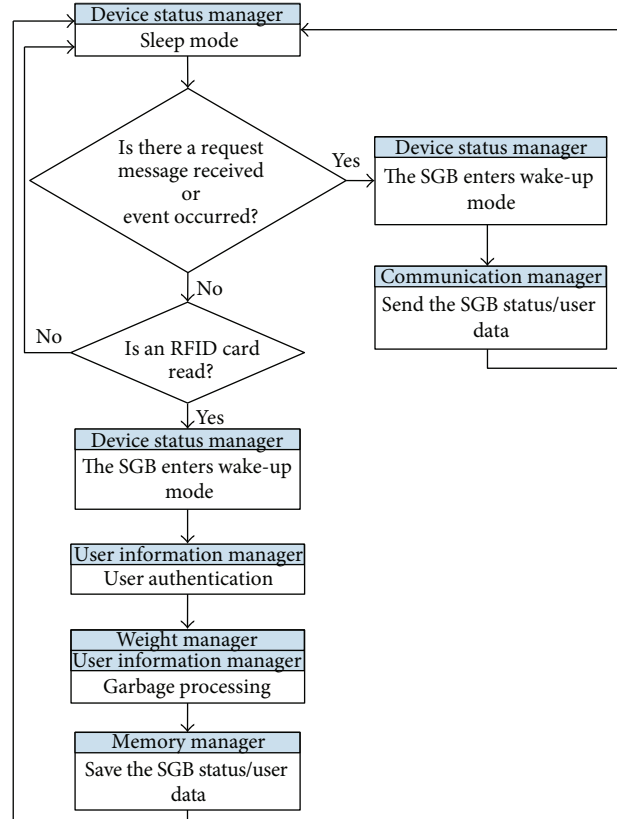 Device status manager
Sleep mode
Is there a request
message received
or
event occurred?
Yes
Device status manager
The SGB enters wake-up
mode
Communication manager
Send the SGB status/user
data
No
No
Is an RFID card
read?
Yes
Device status manager
The SGB enters wake-up
mode
User information manager
User authentication
Weight manager
User information manager
Garbage processing
Memory manager
Save the SGB status/user
data